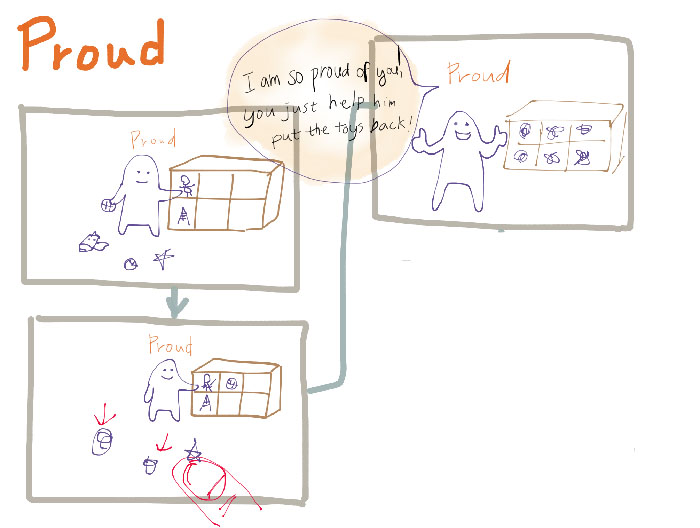 Proud
Proud
Proud
I am so proud of you!
you just help him
put the toys back!
Proud